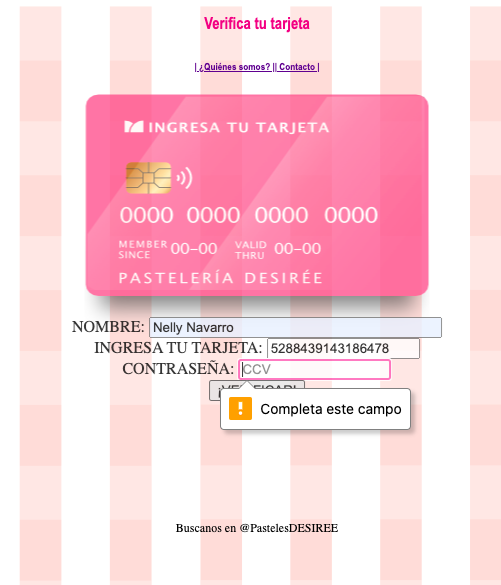 Verifica tu tarjeta
| ¿Quiénes somos? || Contacto |
INGRESA TU TARJETA
0000 0000 0000 0000
MEMBER SINCE 00-00 VALID THRU 00-00
PASTELERÍA DESIRÉE
NOMBRE: Nelly Navarro
INGRESA TU TARJETA: 5288439143186478
CONTRASEÑA: CCV
¡VERIFICAR!
Completa este campo
Buscanos en @PastelesDESIREE